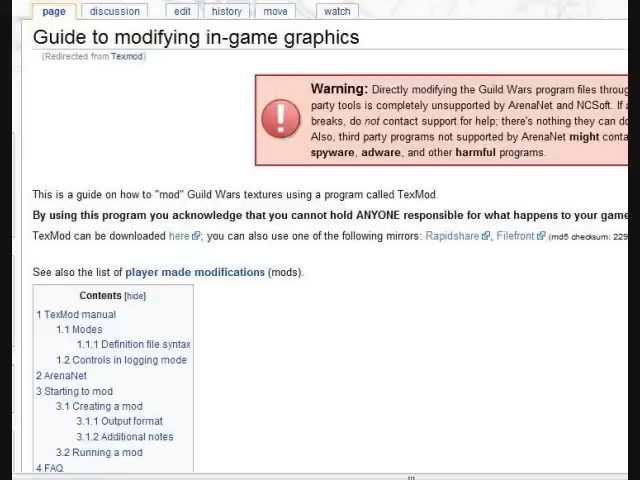 page discussion edit history move watch
Guide to modifying in-game graphics
(Redirected from Texmod)
Warning: Directly modifying the Guild Wars program files throug
party tools is completely unsupported by ArenaNet and NCSoft. If a
breaks, do not contact support for help; there's nothing they can do
Also, third party programs not supported by ArenaNet might conta
spyware, adware, and other harmful programs.
This is a guide on how to "mod" Guild Wars textures using a program called TexMod.
By using this program you acknowledge that you cannot hold ANYONE responsible for what happens to your game
TexMod can be downloaded here; you can also use one of the following mirrors: Rapidshare, Filefront (md5 checksum: 229
See also the list of player made modifications (mods).
Contents [hide]
1 TexMod manual
1.1 Modes
1.1.1 Definition file syntax
1.2 Controls in logging mode
2 ArenaNet
3 Starting to mod
3.1 Creating a mod
3.1.1 Output format
3.1.2 Additional notes
3.2 Running a mod
4 FAQ